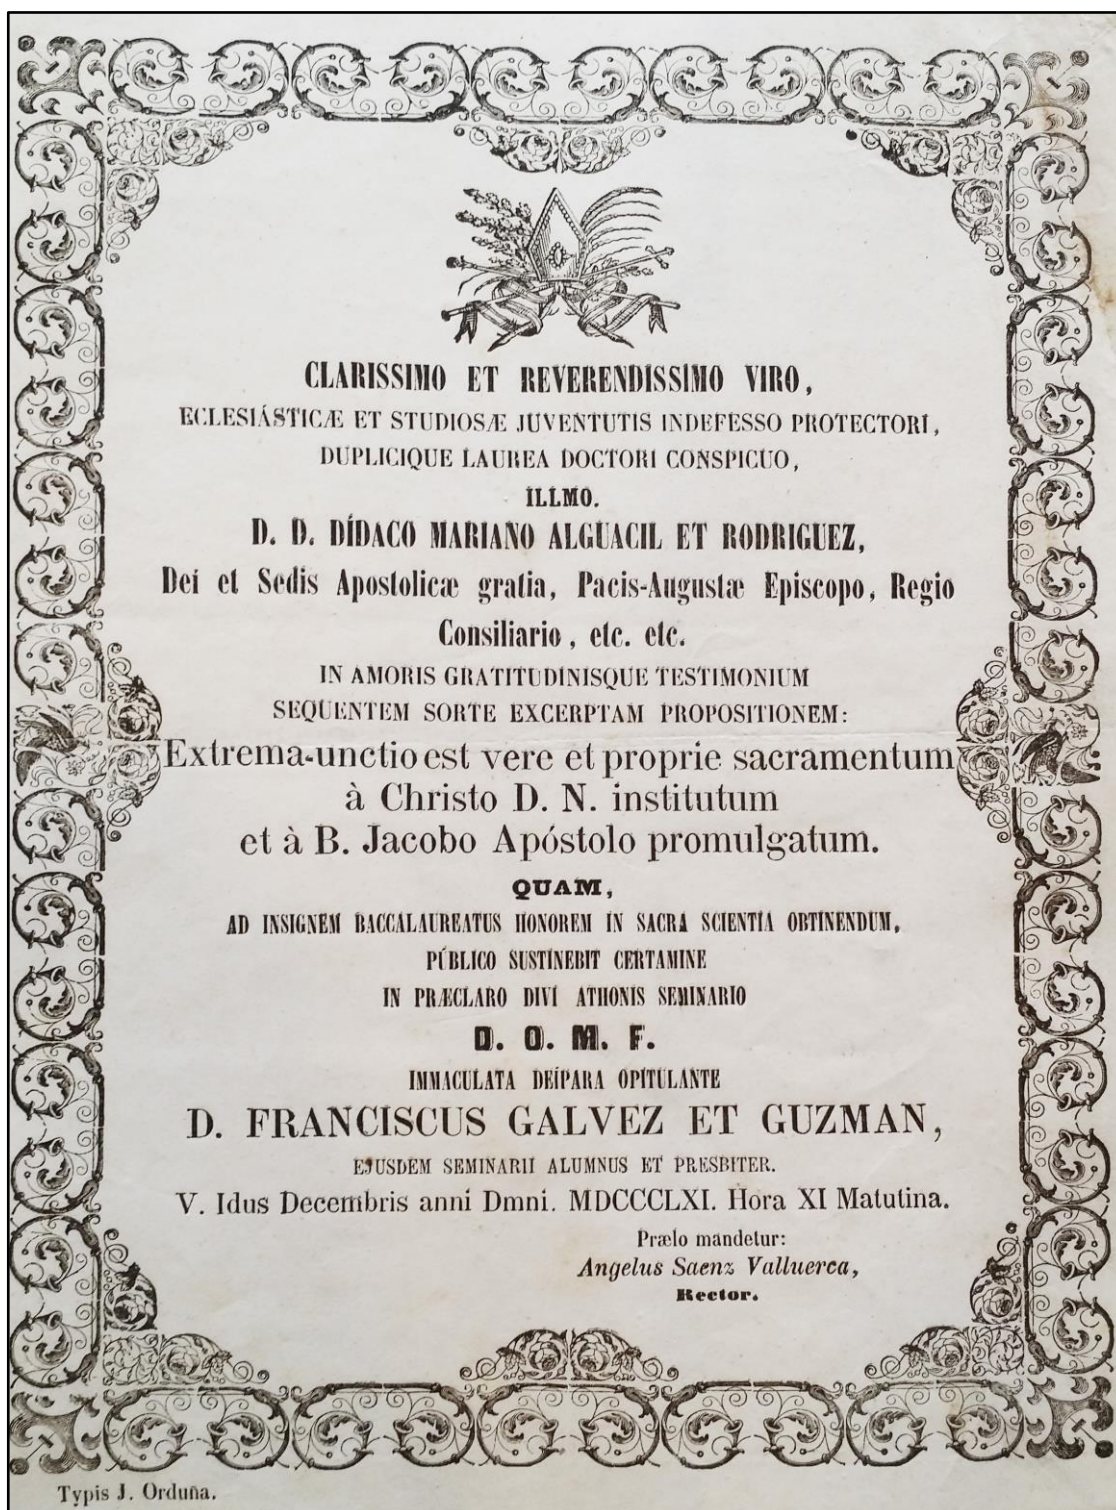 CLARISSIMO ET REVERENDISSIMO VIRO,
ECLESIÁSTICÆ ET STUDIOSÆ JUVENTUTIS INDEFESSO PROTECTORI,
DUPLICIQUE LAUREA DOCTORI CONSPICUO,
ILLMO.
D. D. DÍDACO MARIANO ALGUACIL ET RODRIGUEZ,
Dei et Sedis Apostolicæ gratia, Pacis-Augustæ Episcopo, Regio
Consiliario, etc. etc.
IN AMORIS GRATITUDINISQUE TESTIMONIUM
SEQUENTEM SORTE EXCERPTAM PROPOSITIONEM:
Extrema-unctio est vere et proprie sacramentum
à Christo D. N. institutum
et à B. Jacobo Apóstolo promulgatum.
QUAM,
AD INSIGNEM BACCALAUREATUS HONOREM IN SACRA SCIENTIA OBTINENDUM,
PÚBLICO SUSTINEBIT CERTAMINE
IN PRÆCLARO DIVI ATHONIS SEMINARIO
D. O. M. F.
IMMACULATA DEÍPARA OPITULANTE
D. FRANCISCUS GALVEZ ET GUZMAN,
EJUSDEM SEMINARII ALUMNUS ET PRESBITER.
V. Idus Decembris anni Dmni. MDCCCLXI. Hora XI Matutina.
Prælo mandetur:
Angelus Saenz Valluerca,
Rector.
Typis J. Orduña.